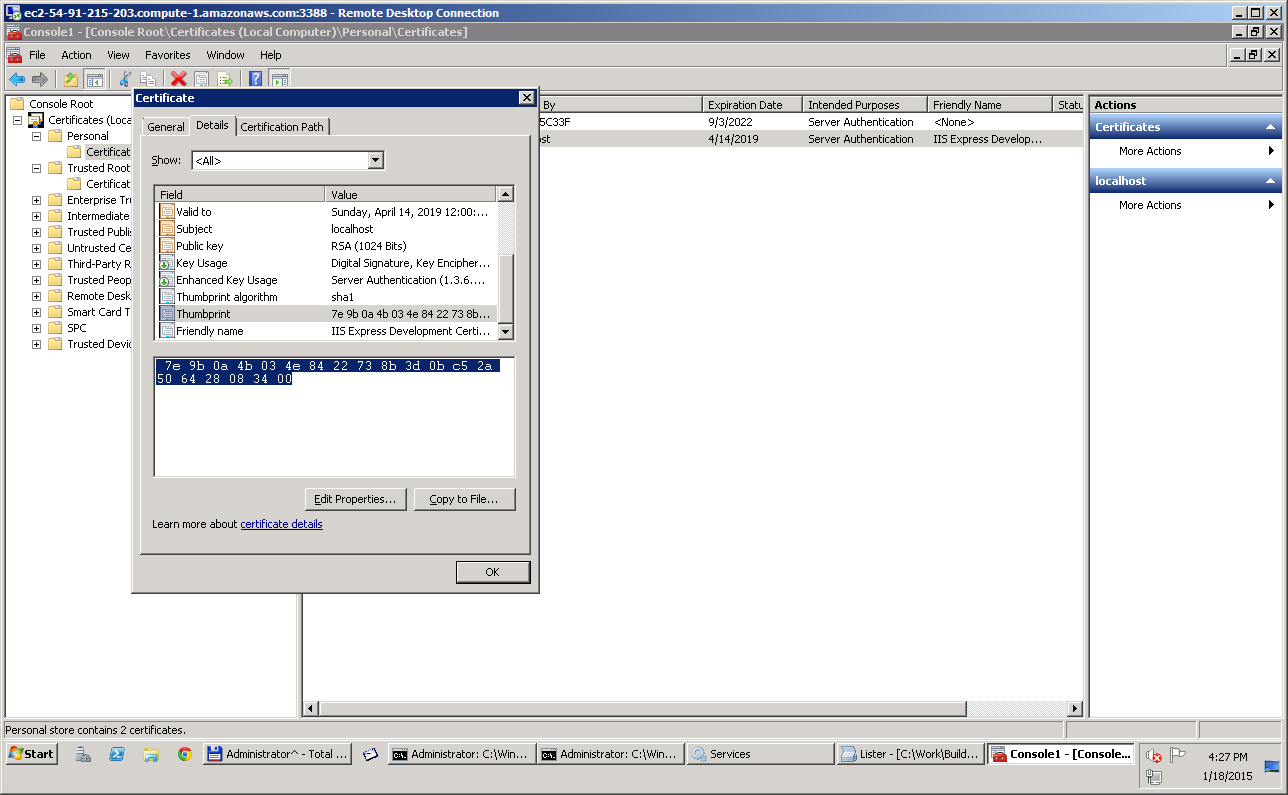 ec2-54-91-215-203.compute-1.amazonaws.com:3388 - Remote Desktop Connection
Console1 - [Console Root\Certificates (Local Computer)\Personal\Certificates]
File Action View Favorites Window Help
Console Root
Certificates (Loca
Personal
Certificat
Trusted Root
Certificat
Enterprise Tru
Intermediate
Trusted Publi
Untrusted Ce
Third-Party R
Trusted Peop
Remote Desk
Smart Card T
SPC
Trusted Devic
Certificate
General Details Certification Path
Show: <All>
Field Value
Valid to Sunday, April 14, 2019 12:00:...
Subject localhost
Public key RSA (1024 Bits)
Key Usage Digital Signature, Key Encipher...
Enhanced Key Usage Server Authentication (1.3.6....
Thumbprint algorithm sha1
Thumbprint 7e 9b 0a 4b 03 4e 84 22 73 8b...
Friendly name IIS Express Development Certi...
7e 9b 0a 4b 03 4e 84 22 73 8b 3d 0b c5 2a
50 64 28 08 34 00
Edit Properties... Copy to File...
Learn more about certificate details
OK
By Expiration Date Intended Purposes Friendly Name Statu
5C33F 9/3/2022 Server Authentication <None>
ost 4/14/2019 Server Authentication IIS Express Develop...
Actions
Certificates
More Actions
localhost
More Actions
Personal store contains 2 certificates.
Start Administrator^ - Total ... Administrator: C:\Win... Administrator: C:\Win... Services Lister - [C:\Work\Build... Console1 - [Console...
4:27 PM
1/18/2015